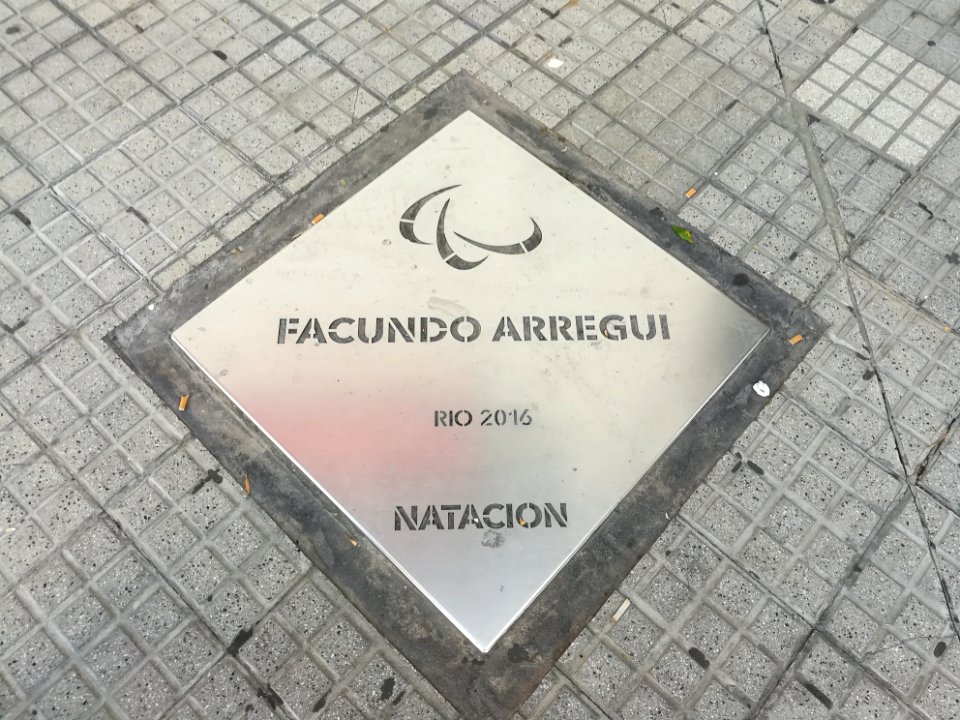 FACUNDO ARREGUI
RIO 2016
NATACION